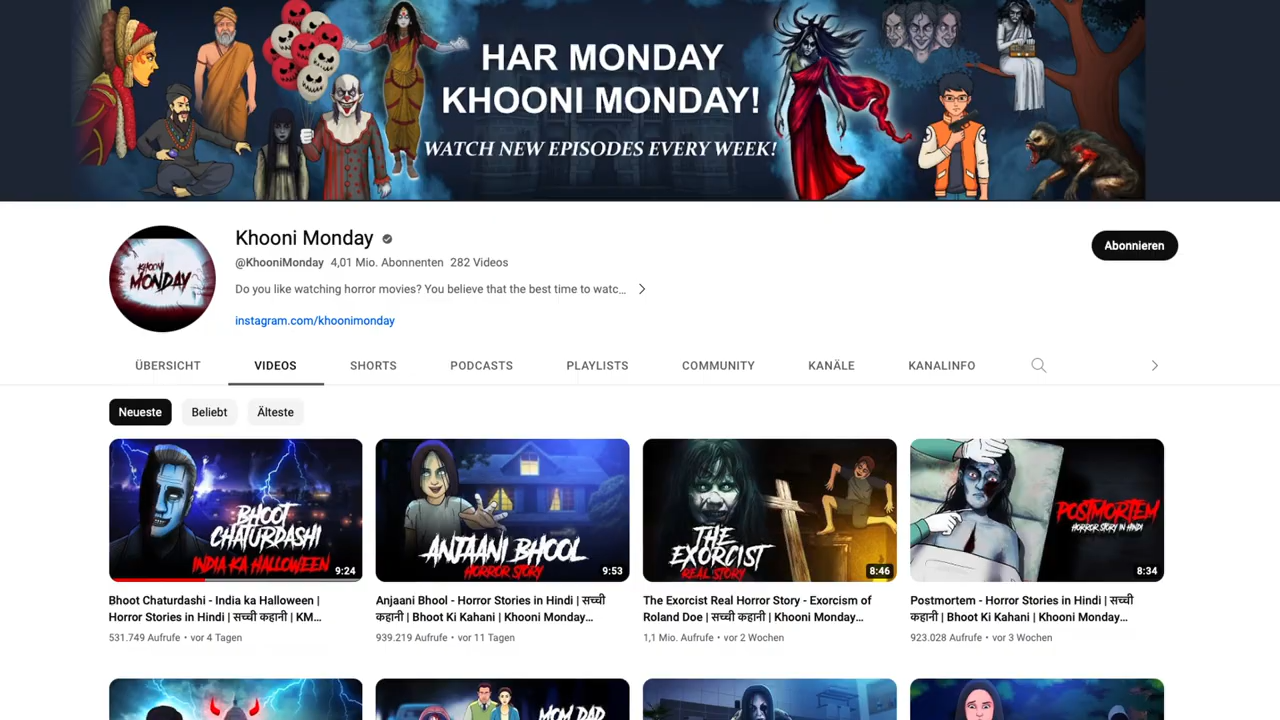 HAR MONDAY
KHOONI MONDAY!
WATCH NEW EPISODES EVERY WEEK!
KHOONI
MONDAY
Khooni Monday
@KhooniMonday 4,01 Mio. Abonnenten 282 Videos
Do you like watching horror movies? You believe that the best time to watc...
instagram.com/khoonimonday
Abonnieren
ÜBERSICHT VIDEOS SHORTS PODCASTS PLAYLISTS COMMUNITY KANÄLE KANALINFO
Neueste Beliebt Älteste
BHOOT
CHATURDASHI
INDIA KA HALLOWEEN
9:24
ANJAANI BHOOL
HORROR STORY
9:53
THE
EXORCIST
REAL STORY
8:46
POSTMORTEM
HORROR STORY IN HINDI
8:34
Bhoot Chaturdashi - India ka Halloween |
Horror Stories in Hindi | सच्ची कहानी | KM...
531.749 Aufrufe • vor 4 Tagen
Anjaani Bhool - Horror Stories in Hindi | सच्ची
कहानी | Bhoot Ki Kahani | Khooni Monday...
939.219 Aufrufe • vor 11 Tagen
The Exorcist Real Horror Story - Exorcism of
Roland Doe | सच्ची कहानी | Khooni Monday...
1,1 Mio. Aufrufe • vor 2 Wochen
Postmortem - Horror Stories in Hindi | सच्ची
कहानी | Bhoot Ki Kahani | Khooni Monday...
923.028 Aufrufe • vor 3 Wochen
MOM DAD